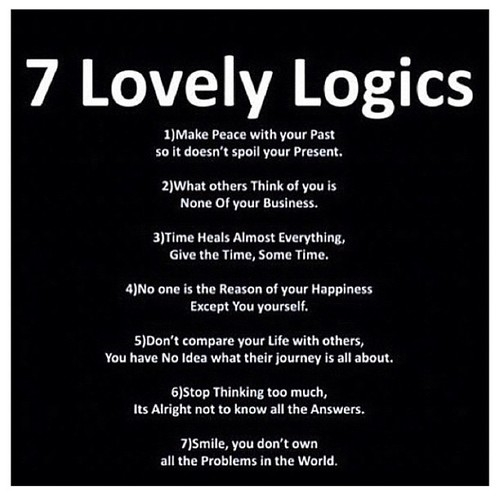 7 Lovely Logics
1)Make Peace with your Past
so it doesn't spoil your Present.
2)What others Think of you is
None Of your Business.
3)Time Heals Almost Everything,
Give the Time, Some Time.
4)No one is the Reason of your Happiness
Except You yourself.
5)Don't compare your Life with others,
You have No Idea what their journey is all about.
6)Stop Thinking too much,
Its Alright not to know all the Answers.
7)Smile, you don't own
all the Problems in the World.